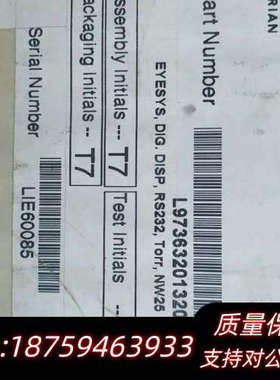 RIAN
art Number
L9736320132
EYESYS, DIG. DISP, RS232, Torr, NW25
ssembly Initials --- T7
Test Initials ---
ackaging Initials -- T7
Serial Number
LIE60085
质量保
:18759463933
支持对公